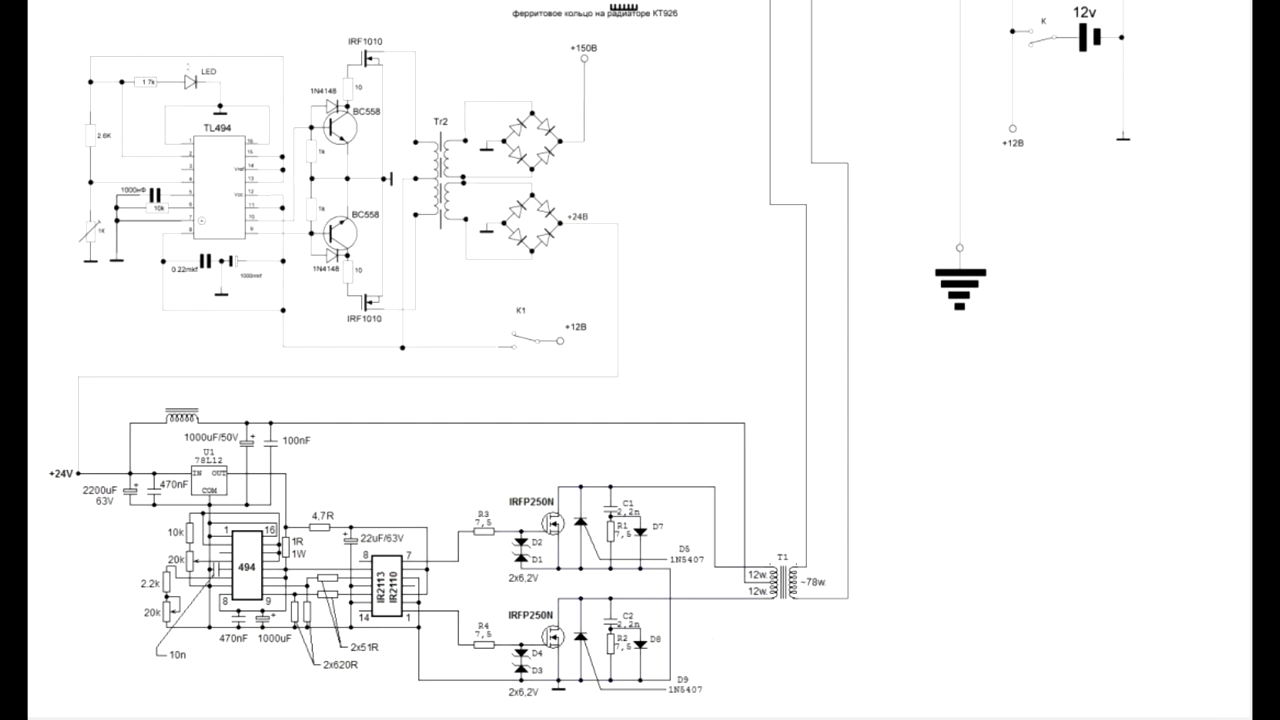 ферритовое кольцо на радиаторе КТ926
12v
K
+12В
IRF1010
+150В
LED
1.7k
1N4148
10
BC558
TL494
Tr2
2.6K
1k
1000нФ
10k
1K
1k
BC558
+24В
0.22mkf
1000mkf
1N4148
10
IRF1010
K1
+12В
1000uF/50V
100nF
U1
78L12
+24V
IN OUT
COM
2200uF
63V
470nF
IRFP250N
4,7R
R3
7,5
C1
2,2n
R1
7,5
D7
10k
1
16
1R
1W
22uF/63V
D2
D1
D5
1N5407
20k
494
8
7
2x6,2V
T1
2.2k
IR2113
IR2110
12w.
12w.
~78w.
20k
8
9
14
1
IRFP250N
R4
7,5
C2
2,2n
R2
7,5
D8
470nF
1000uF
2x51R
D4
D3
10n
2x620R
2x6,2V
D9
1N5407